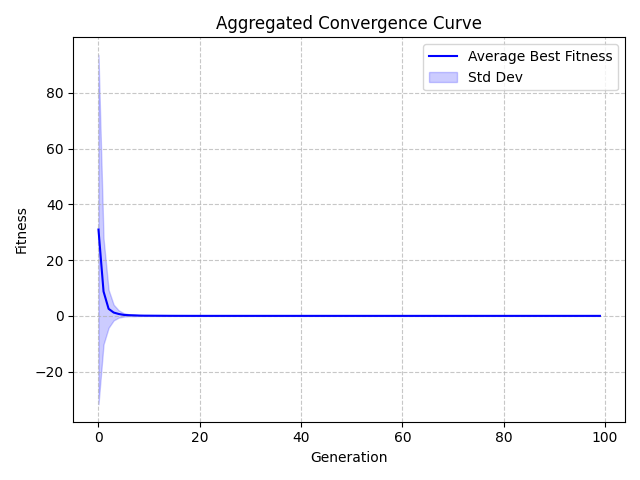 Aggregated Convergence Curve
Average Best Fitness
Std Dev
Fitness
80
60
40
20
0
−20
0 20 40 60 80 100
Generation